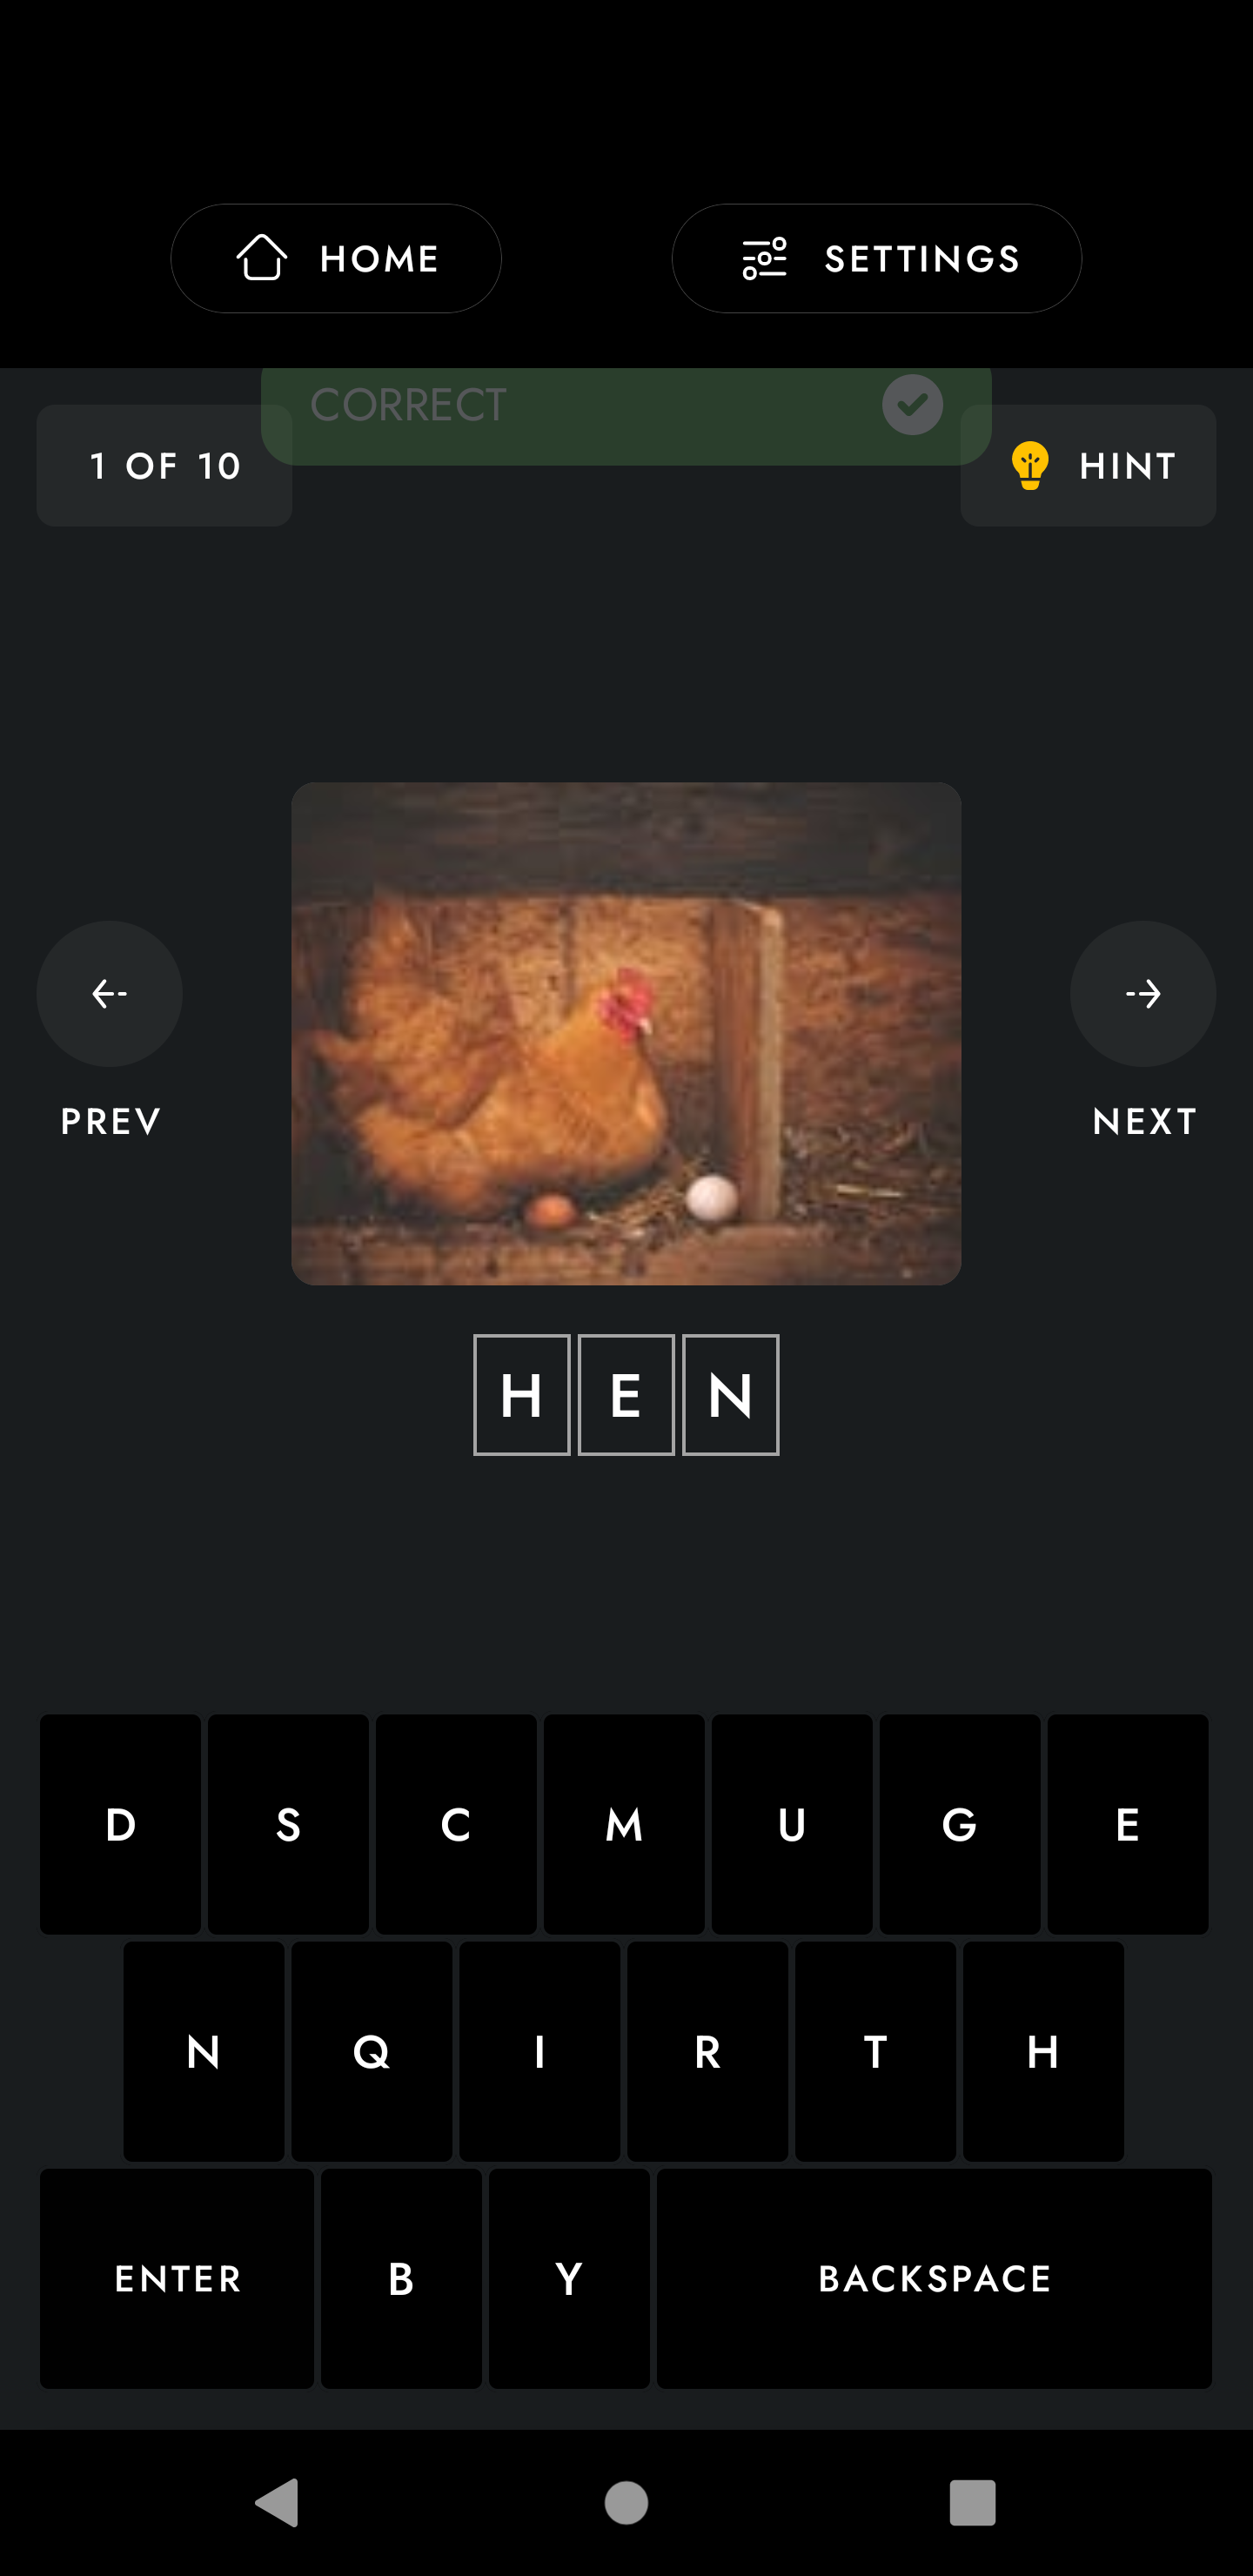 HOME
SETTINGS
CORRECT
1 OF 10
HINT
PREV
NEXT
H E N
D S C M U G E
N Q I R T H
ENTER B Y BACKSPACE